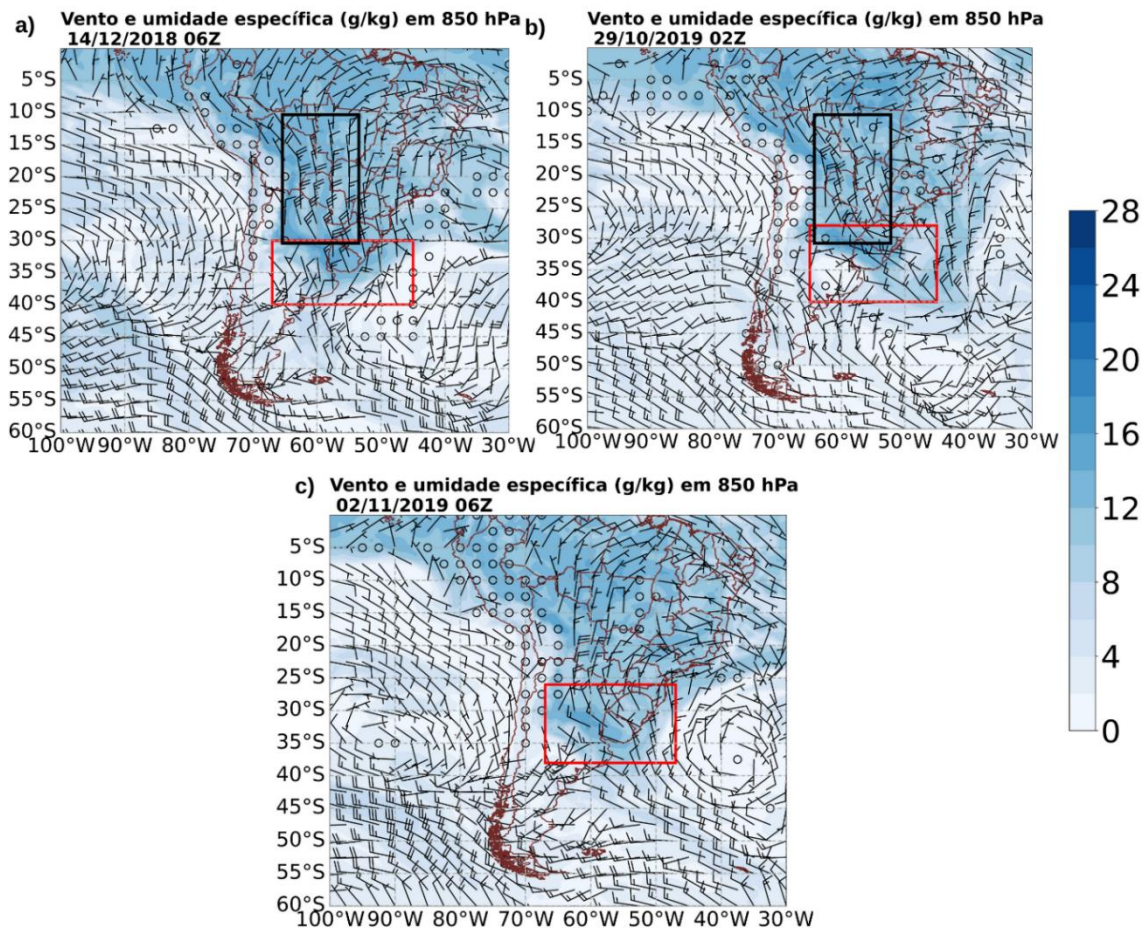 a)
Vento e umidade específica (g/kg) em 850 hPa
14/12/2018 06Z
5°S
10°S
15°S
20°S
25°S
30°S
35°S
40°S
45°S
50°S
55°S
60°S
100°W 90°W 80°W 70°W 60°W 50°W 40°W 30°W
b)
Vento e umidade específica (g/kg) em 850 hPa
29/10/2019 02Z
5°S
10°S
15°S
20°S
25°S
30°S
35°S
40°S
45°S
50°S
55°S
60°S
100°W 90°W 80°W 70°W 60°W 50°W 40°W 30°W
28
24
20
16
12
8
4
0
c)
Vento e umidade específica (g/kg) em 850 hPa
02/11/2019 06Z
5°S
10°S
15°S
20°S
25°S
30°S
35°S
40°S
45°S
50°S
55°S
60°S
100°W 90°W 80°W 70°W 60°W 50°W 40°W 30°W